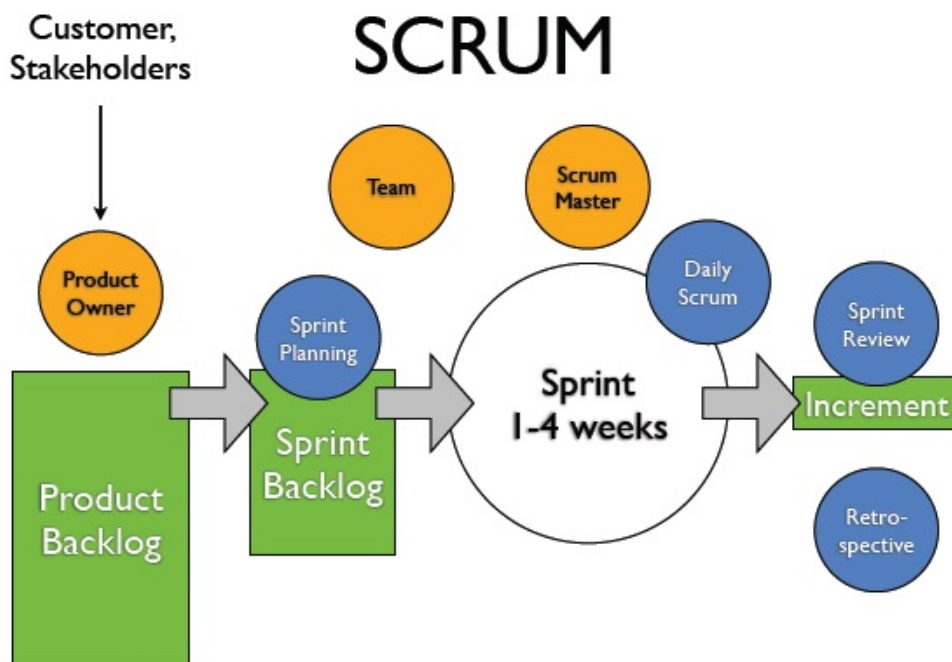 Customer,
Stakeholders
SCRUM
Team
Scrum
Master
Product
Owner
Daily
Scrum
Sprint
Planning
Sprint
Review
Product
Backlog
Sprint
Backlog
Sprint
1-4 weeks
Increment
Retro-
spective